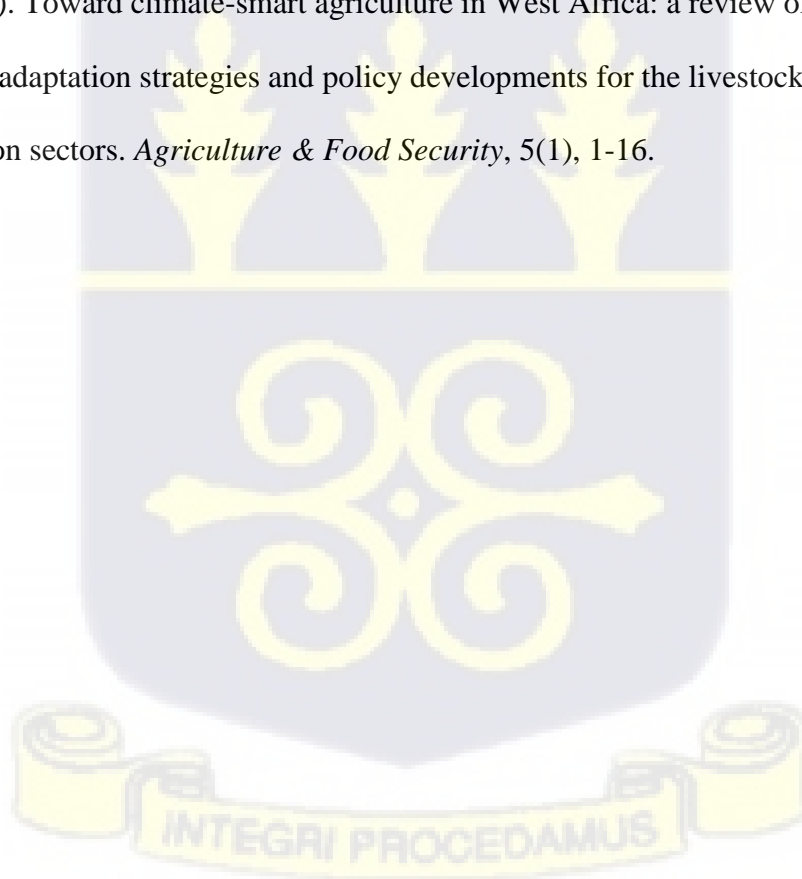 ). Toward climate-smart agriculture in West Africa: a review o
adaptation strategies and policy developments for the livestock
on sectors. Agriculture & Food Security, 5(1), 1-16.
INTEGRI PROCEDAMUS